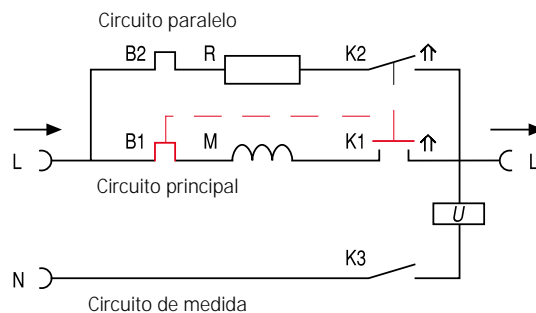 Circuito paralelo
B2 R K2
B1 M K1
L L
Circuito principal
U
K3
N
Circuito de medida